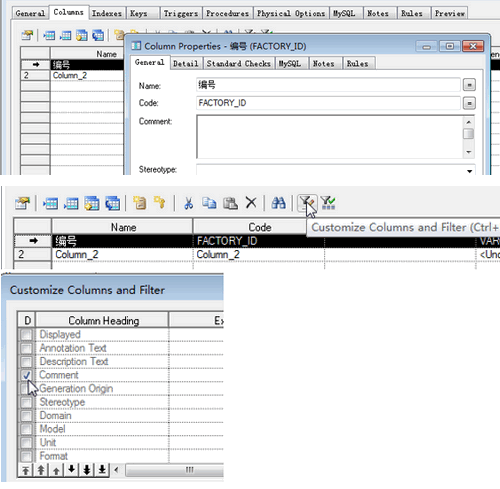 General Columns Indexes Keys Triggers Procedures Physical Options MySQL Notes Rules Preview
Column Properties - 编号 (FACTORY_ID)
General Detail Standard Checks MySQL Notes Rules
编号
2 Column_2
Name: 编号 =
Code: FACTORY_ID =
Comment:
Stereotype:
Name Code
编号 FACTORY_ID VAR
2 Column_2 Column_2 <Und
Customize Columns and Filter (Ctrl+
Customize Columns and Filter
D Column Heading Ex
Displayed
Annotation Text
Description Text
Comment
Generation Origin
Stereotype
Domain
Model
Unit
Format